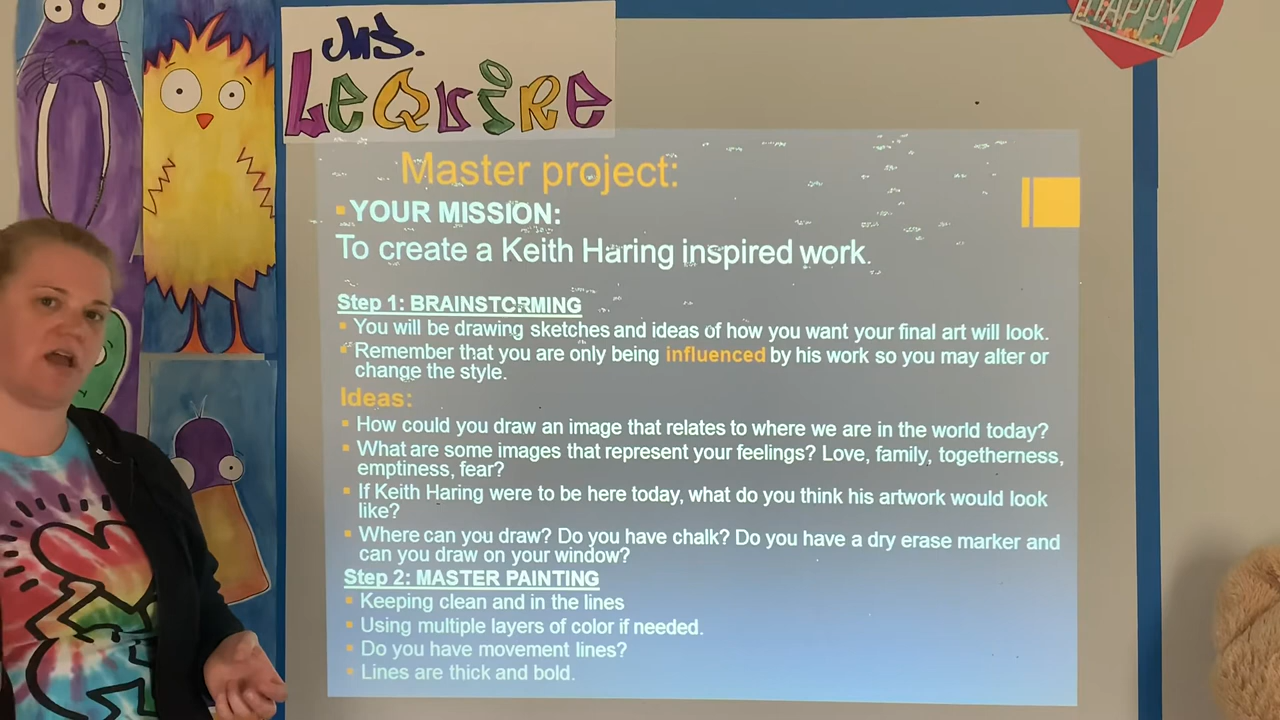 Ms.
LeQuire
HAPPY
Master project:
YOUR MISSION:
To create a Keith Haring inspired work.
Step 1: BRAINSTORMING
You will be drawing sketches and ideas of how you want your final art will look.
Remember that you are only being influenced by his work so you may alter or
change the style.
Ideas:
How could you draw an image that relates to where we are in the world today?
What are some images that represent your feelings? Love, family, togetherness,
emptiness, fear?
If Keith Haring were to be here today, what do you think his artwork would look
like?
Where can you draw? Do you have chalk? Do you have a dry erase marker and
can you draw on your window?
Step 2: MASTER PAINTING
Keeping clean and in the lines
Using multiple layers of color if needed.
Do you have movement lines?
Lines are thick and bold.